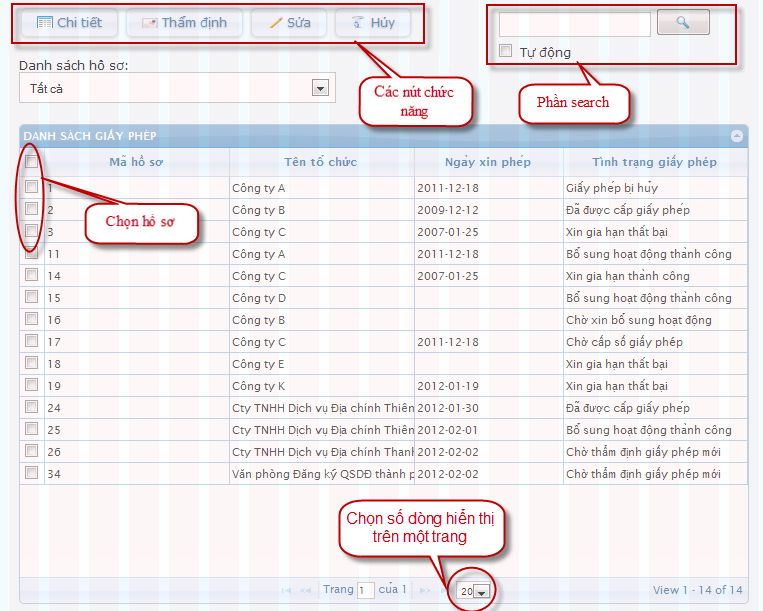 Chi tiết Thẩm định Sửa Hủy
Tự động
Danh sách hồ sơ:
Tất cả
Các nút chức
năng
Phần search
DANH SÁCH GIẤY PHÉP
Mã hồ sơ Tên tổ chức Ngày xin phép Tình trạng giấy phép
1 Công ty A 2011-12-18 Giấy phép bị hủy
2 Công ty B 2009-12-12 Đã được cấp giấy phép
3 Công ty C 2007-01-25 Xin gia hạn thất bại
Chọn hồ sơ
11 Công ty A 2011-12-18 Bổ sung hoạt động thành công
14 Công ty C 2007-01-25 Xin gia hạn thành công
15 Công ty D Bổ sung hoạt động thành công
16 Công ty B Chờ xin bổ sung hoạt động
17 Công ty C 2011-12-18 Chờ cấp số giấy phép
18 Công ty E Xin gia hạn thất bại
19 Công ty K 2012-01-19 Xin gia hạn thất bại
24 Cty TNHH Dịch vụ Địa chính Thiên 2012-01-30 Đã được cấp giấy phép
25 Cty TNHH Dịch vụ Địa chính Thiên 2012-02-01 Bổ sung hoạt động thành công
26 Cty TNHH Dịch vụ Địa chính Thanh 2012-02-02 Chờ thẩm định giấy phép mới
34 Văn phòng Đăng ký QSDĐ thành p 2012-02-02 Chờ thẩm định giấy phép mới
Chọn số dòng hiển thị
trên một trang
Trang 1 của 1 20 View 1 - 14 of 14